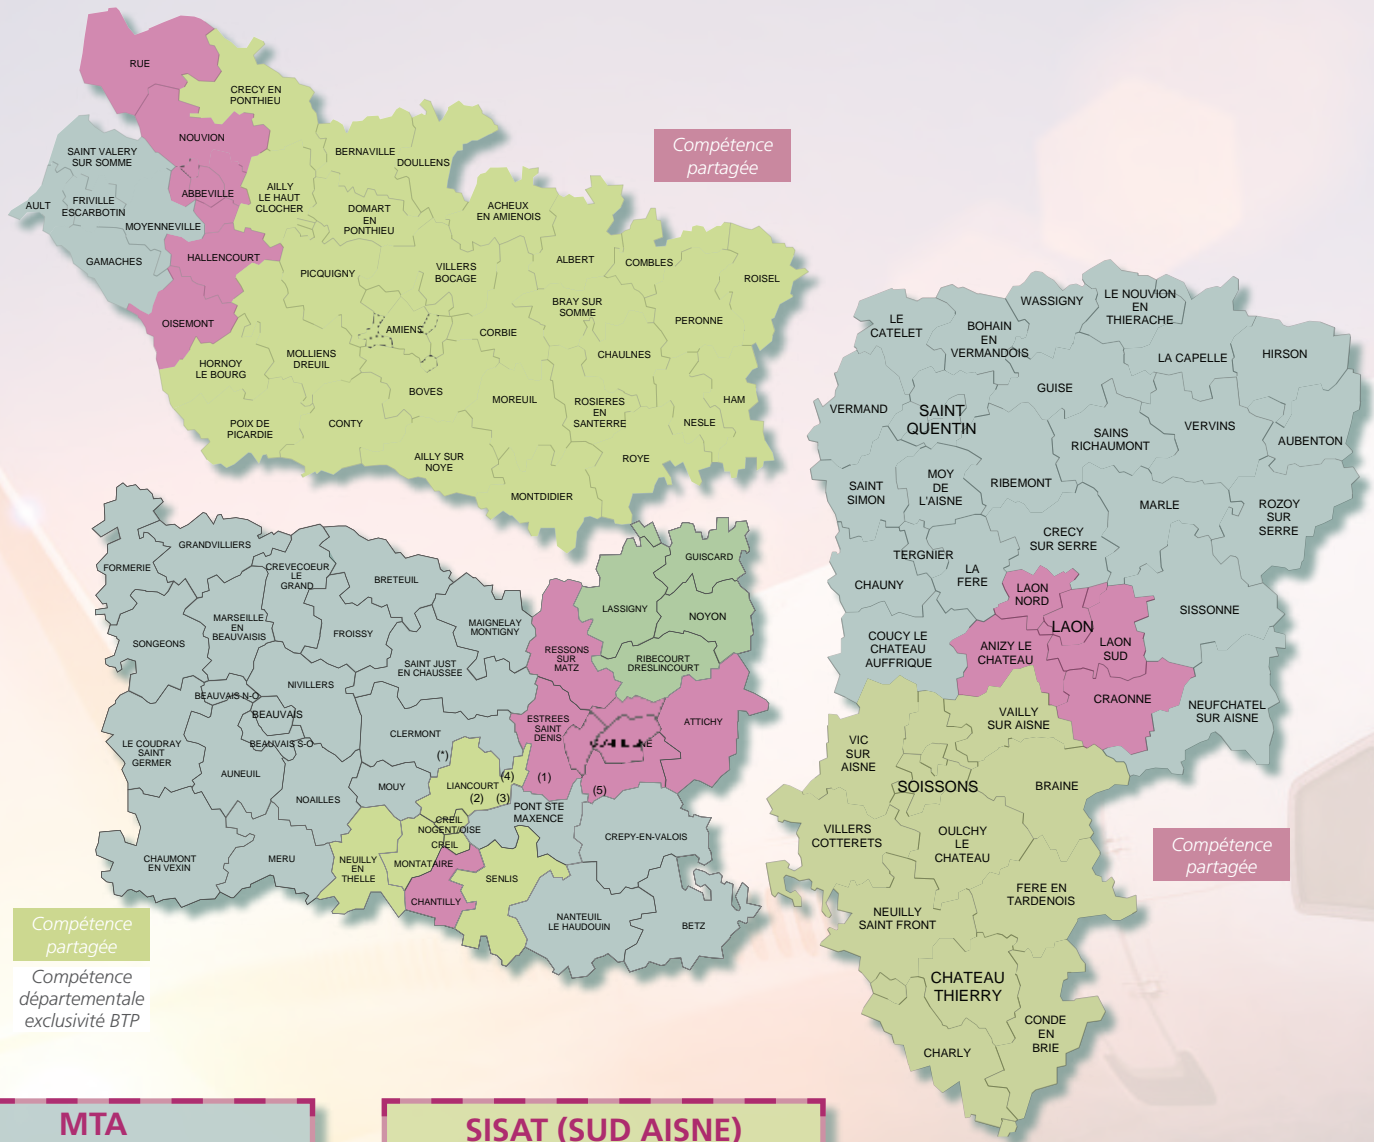 RUE
CRECY EN
PONTHIEU
NOUVION
SAINT VALERY
SUR SOMME
BERNAVILLE
DOULLENS
Compétence
partagée
ABBEVILLE
AILLY
LE HAUT
CLOCHER
AULT
FRIVILLE
ESCARBOTIN
DOMART
EN
PONTHIEU
ACHEUX
EN AMIENOIS
MOYENNEVILLE
GAMACHES
HALLENCOURT
PICQUIGNY
VILLERS
BOCAGE
ALBERT
COMBLES
ROISEL
OISEMONT
AMIENS
CORBIE
BRAY SUR
SOMME
PERONNE
HORNOY
LE BOURG
MOLLIENS
DREUIL
CHAULNES
BOVES
MOREUIL
ROSIERES
EN
SANTERRE
HAM
NESLE
POIX DE
PICARDIE
CONTY
AILLY SUR
NOYE
ROYE
MONTDIDIER
LE
CATELET
BOHAIN
EN
VERMANDOIS
WASSIGNY
LE NOUVION
EN
THIERACHE
LA CAPELLE
HIRSON
VERMAND
SAINT
QUENTIN
GUISE
SAINS
RICHAUMONT
VERVINS
AUBENTON
SAINT
SIMON
MOY
DE
L'AISNE
RIBEMONT
MARLE
ROZOY
SUR
SERRE
CRECY
SUR SERRE
TERGNIER
CHAUNY
LA
FERE
LAON
NORD
LAON
LAON
SUD
SISSONNE
COUCY LE
CHATEAU
AUFFRIQUE
ANIZY LE
CHATEAU
CRAONNE
NEUFCHATEL
SUR AISNE
VIC
SUR
AISNE
VAILLY
SUR AISNE
SOISSONS
BRAINE
VILLERS
COTTERETS
OULCHY
LE
CHATEAU
FERE EN
TARDENOIS
NEUILLY
SAINT FRONT
CHATEAU
THIERRY
CONDE
EN
BRIE
CHARLY
Compétence
partagée
GRANDVILLIERS
FORMERIE
CREVECOEUR
LE
GRAND
BRETEUIL
GUISCARD
LASSIGNY
NOYON
SONGEONS
MARSEILLE
EN
BEAUVAISIS
FROISSY
MAIGNELAY
MONTIGNY
RESSONS
SUR
MATZ
RIBECOURT
DRESLINCOURT
SAINT JUST
EN CHAUSSEE
NIVILLERS
BEAUVAIS N-O
BEAUVAIS
BEAUVAIS S-O
CLERMONT
ESTREES
SAINT
DENIS
ATTICHY
LE COUDRAY
SAINT
GERMER
AUNEUIL
NOAILLES
MOUY
(*)
LIANCOURT
(4)
(2)
(3)
(1)
(5)
PONT STE
MAXENCE
CREPY-EN-VALOIS
CREIL
NOGENT/OISE
CREIL
MONTATAIRE
CHAUMONT
EN VEXIN
MERU
NEUILLY
EN
THELLE
CHANTILLY
SENLIS
NANTEUIL
LE HAUDOUIN
BETZ
Compétence
partagée
Compétence
départementale
exclusivité BTP
MTA
SISAT (SUD AISNE)